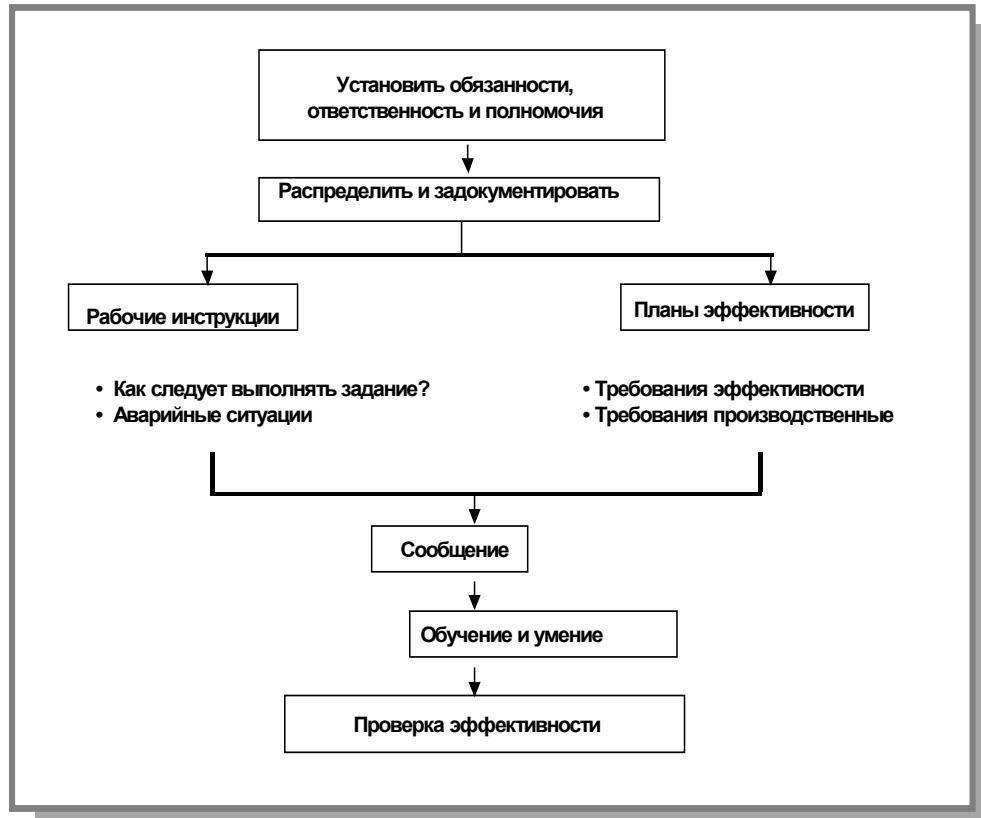 Установить обязанности,
ответственность и полномочия
Распределить и задокументировать
Рабочие инструкции
Планы эффективности
• Как следует выполнять задание?
• Аварийные ситуации
• Требования эффективности
• Требования производственные
Сообщение
Обучение и умение
Проверка эффективности